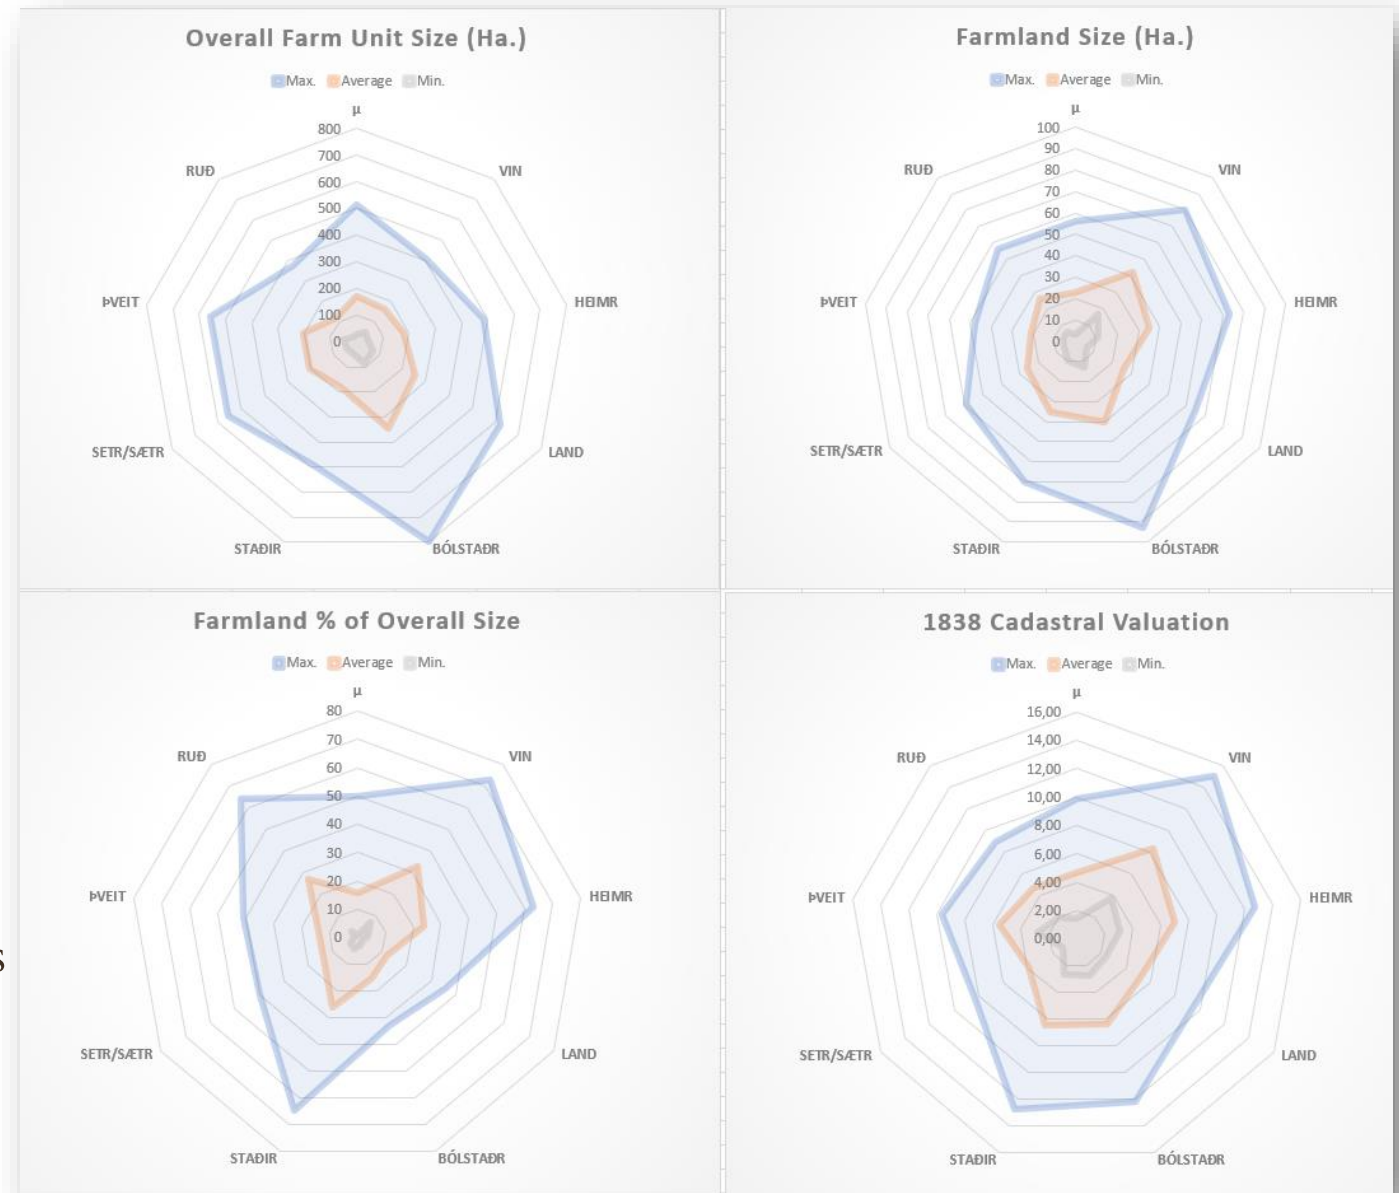 Overall Farm Unit Size (Ha.)
Max. Average Min.
µ
800
700
600
500
400
300
200
100
0
VIN
HEIMR
LAND
BÓLSTAÐR
STAÐIR
SETR/SÆTR
ÞVEIT
RUÐ
Farmland Size (Ha.)
Max. Average Min.
µ
100
90
80
70
60
50
40
30
20
10
0
VIN
HEIMR
LAND
BÓLSTAÐR
STAÐIR
SETR/SÆTR
ÞVEIT
RUÐ
Farmland % of Overall Size
Max. Average Min.
µ
80
70
60
50
40
30
20
10
0
VIN
HEIMR
LAND
BÓLSTAÐR
STAÐIR
SETR/SÆTR
ÞVEIT
RUÐ
1838 Cadastral Valuation
Max. Average Min.
µ
16,00
14,00
12,00
10,00
8,00
6,00
4,00
2,00
0,00
VIN
HEIMR
LAND
BÓLSTAÐR
STAÐIR
SETR/SÆTR
ÞVEIT
RUÐ
s